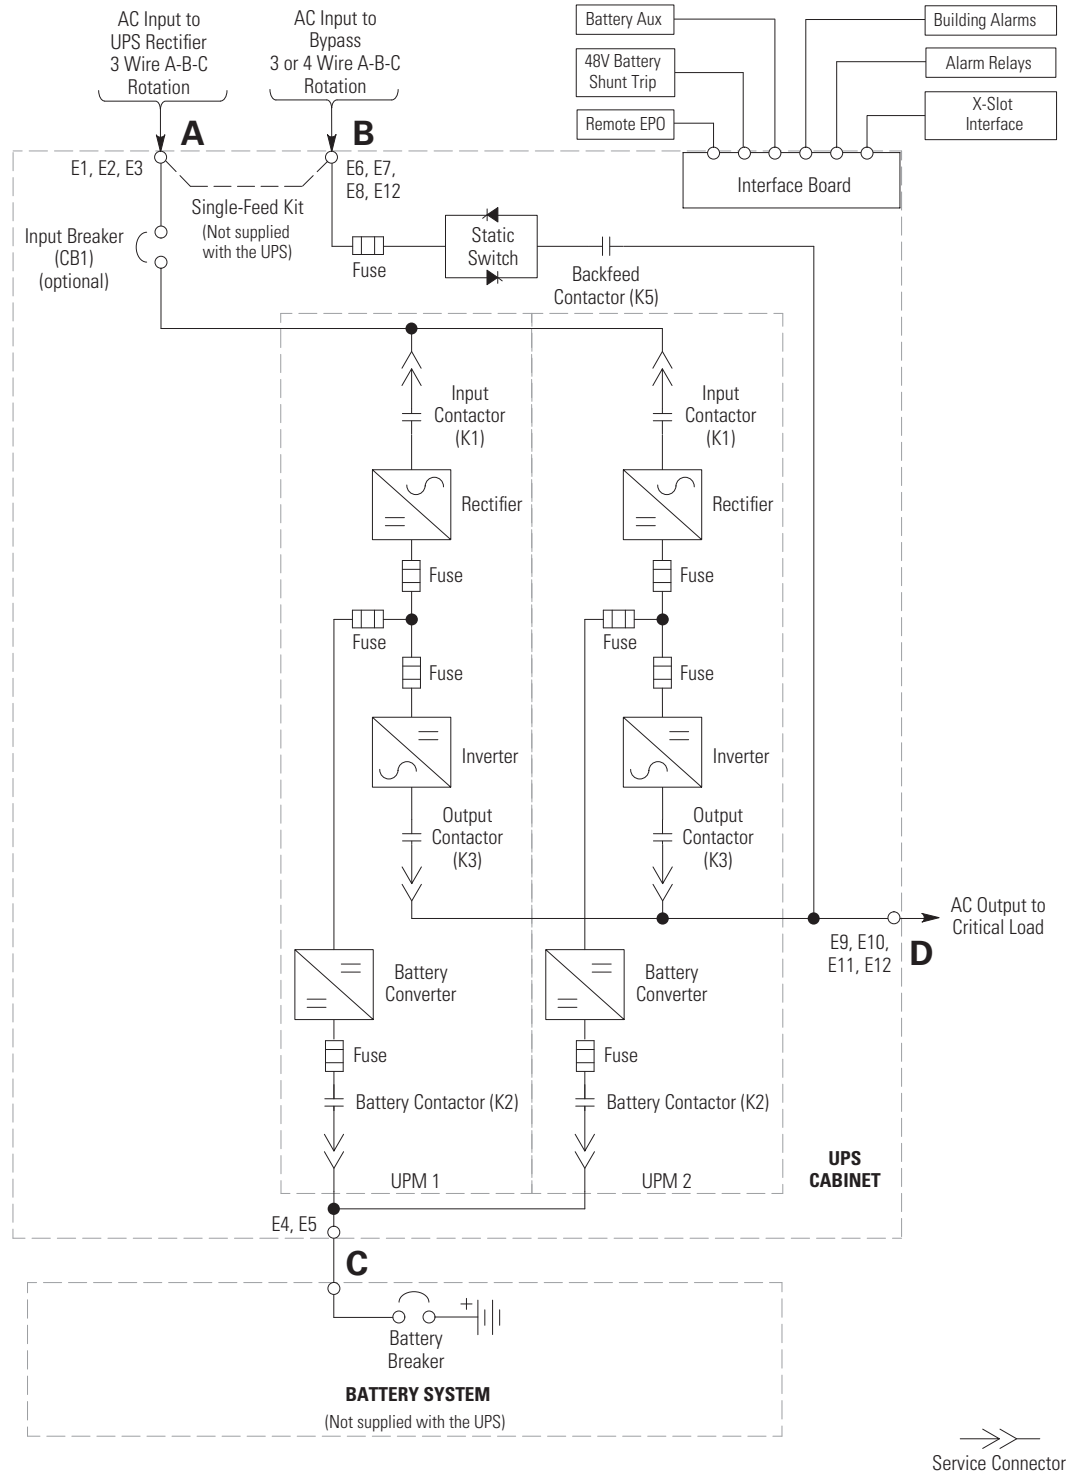 AC Input to
UPS Rectifier
3 Wire A-B-C
Rotation
AC Input to
Bypass
3 or 4 Wire A-B-C
Rotation
Battery Aux
48V Battery
Shunt Trip
Remote EPO
Building Alarms
Alarm Relays
X-Slot
Interface
A
B
E1, E2, E3
E6, E7,
E8, E12
Interface Board
Single-Feed Kit
(Not supplied
with the UPS)
Input Breaker
(CB1)
(optional)
Fuse
Static
Switch
Backfeed
Contactor (K5)
Input
Contactor
(K1)
Input
Contactor
(K1)
Rectifier
Rectifier
Fuse
Fuse
Fuse
Fuse
Fuse
Fuse
Inverter
Inverter
Output
Contactor
(K3)
Output
Contactor
(K3)
AC Output to
Critical Load
E9, E10,
E11, E12
D
Battery
Converter
Battery
Converter
Fuse
Fuse
Battery Contactor (K2)
Battery Contactor (K2)
UPM 1
UPM 2
UPS
CABINET
E4, E5
C
+
Battery
Breaker
BATTERY SYSTEM
(Not supplied with the UPS)
Service Connector